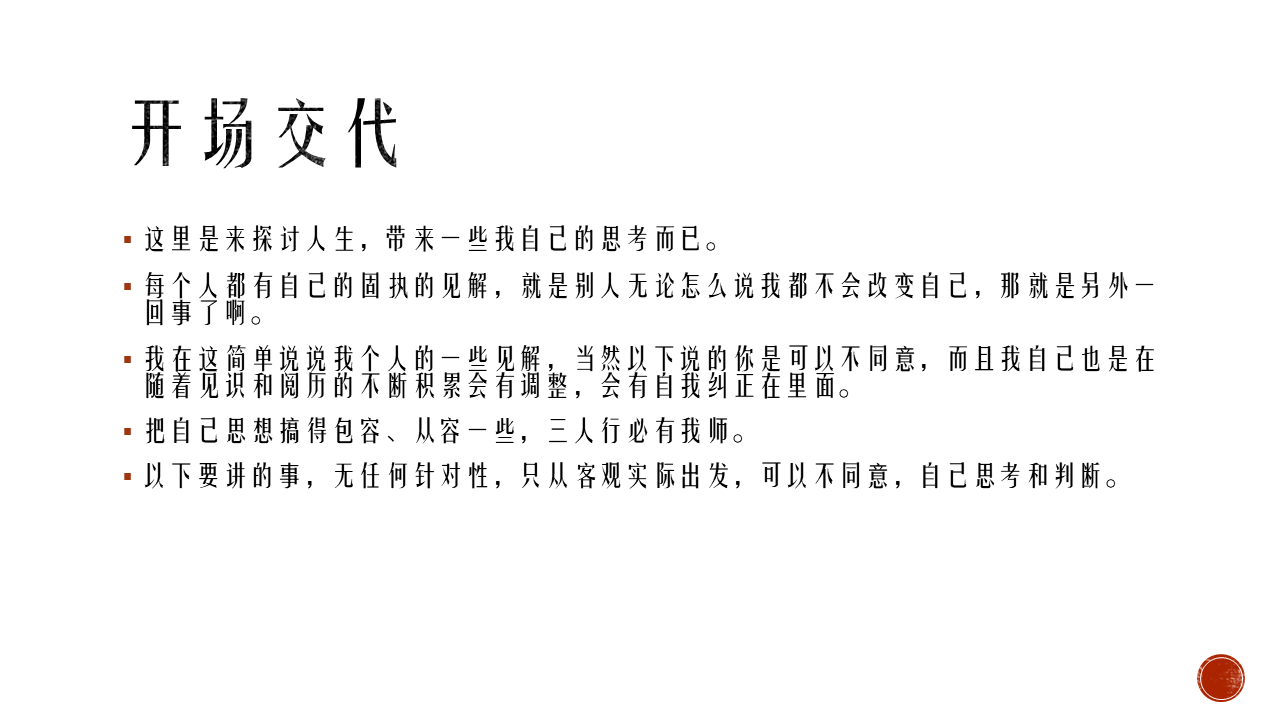 开场交代
▪ 这里是来探讨人生，带来一些我自己的思考而已。
▪ 每个人都有自己的固执的见解，就是别人无论怎么说我都不会改变自己，那就是另外一
回事了啊。
▪ 我在这简单说说我个人的一些见解，当然以下说的你是可以不同意，而且我自己也是在
随着见识和阅历的不断积累会有调整，会有自我纠正在里面。
▪ 把自己思想搞得包容、从容一些，三人行必有我师。
▪ 以下要讲的事，无任何针对性，只从客观实际出发，可以不同意，自己思考和判断。